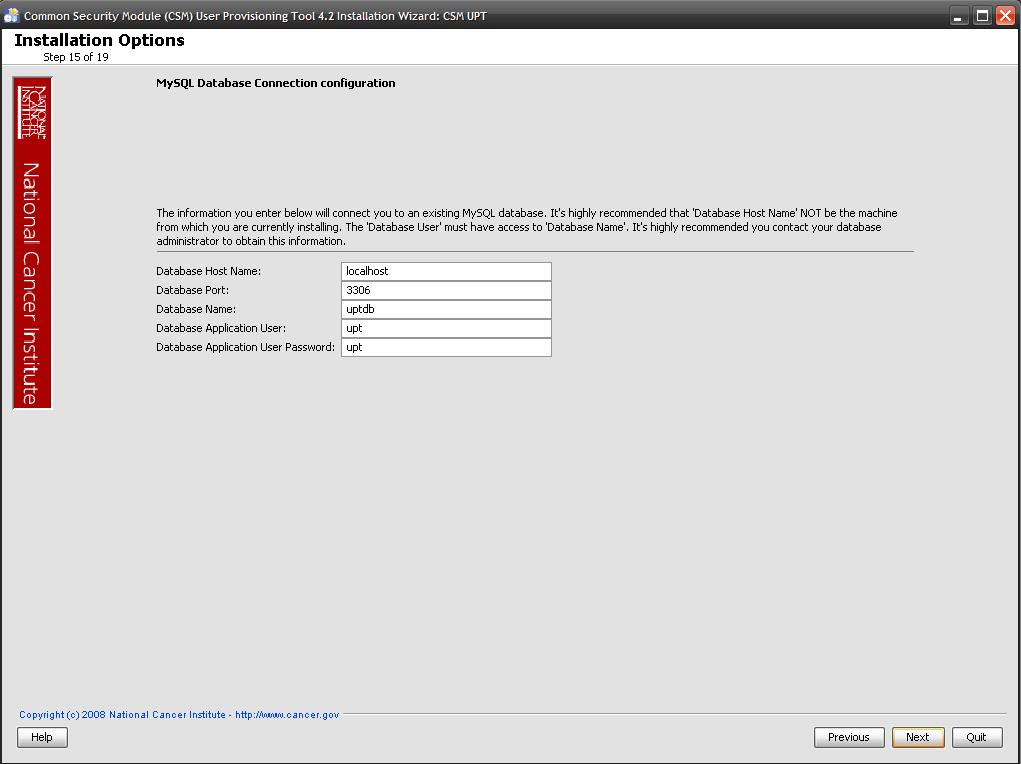 Common Security Module (CSM) User Provisioning Tool 4.2 Installation Wizard: CSM UPT
Installation Options
Step 15 of 19
NATIONAL
CANCER
INSTITUTE
National Cancer Institute
MySQL Database Connection configuration
The information you enter below will connect you to an existing MySQL database. It's highly recommended that 'Database Host Name' NOT be the machine
from which you are currently installing. The 'Database User' must have access to 'Database Name'. It's highly recommended you contact your database
administrator to obtain this information.
Database Host Name: localhost
Database Port: 3306
Database Name: uptdb
Database Application User: upt
Database Application User Password: upt
Copyright (c) 2008 National Cancer Institute - http://www.cancer.gov
Help Previous Next Quit